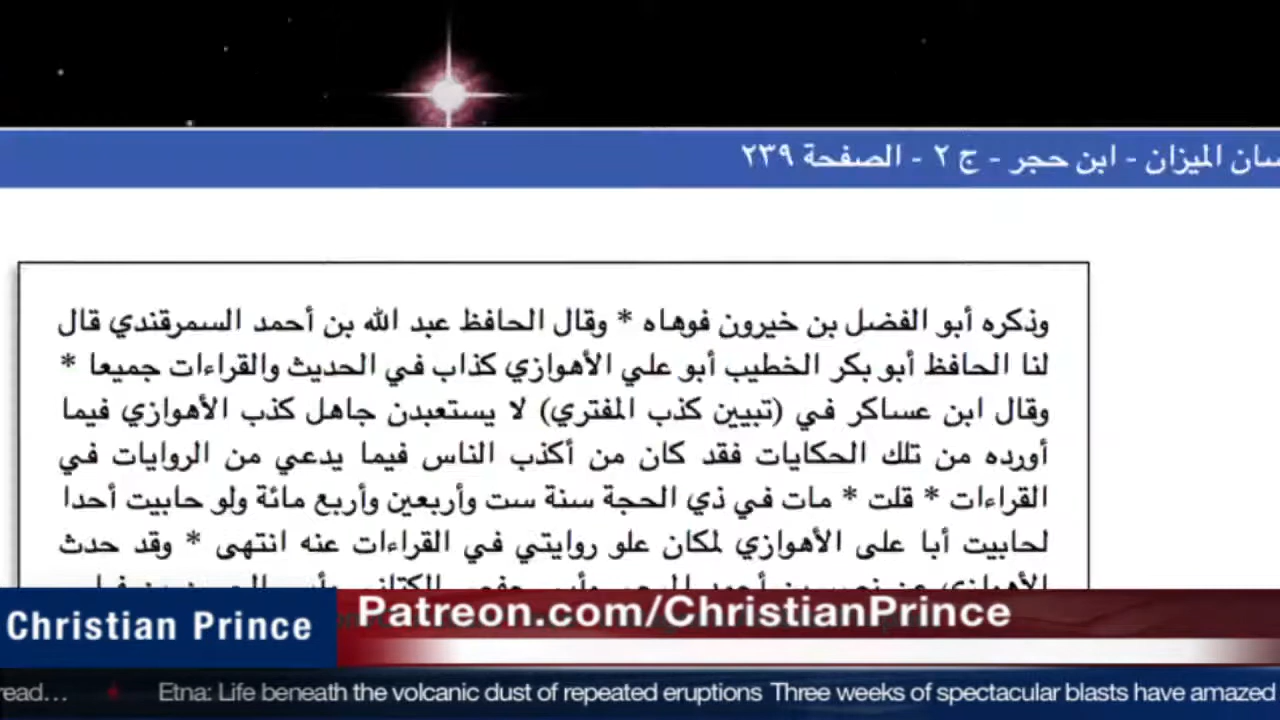 سان الميزان - ابن حجر - ج ٢ - الصفحة ٢٣٩
وذكره أبو الفضل بن خيرون فوهاه * وقال الحافظ عبد الله بن أحمد السمرقندي قال
لنا الحافظ أبو بكر الخطيب أبو علي الأهوازي كذاب في الحديث والقراءات جميعا *
وقال ابن عساكر في (تبيين كذب المفتري) لا يستعبدن جاهل كذب الأهوازي فيما
أورده من تلك الحكايات فقد كان من أكذب الناس فيما يدعي من الروايات في
القراءات * قلت * مات في ذي الحجة سنة ست وأربعين وأربع مائة ولو حابيت أحدا
لحابيت أبا على الأهوازي لمكان علو روايتي في القراءات عنه انتهى * وقد حدث
Patreon.com/ChristianPrince
Christian Prince
read... Etna: Life beneath the volcanic dust of repeated eruptions Three weeks of spectacular blasts have amazed